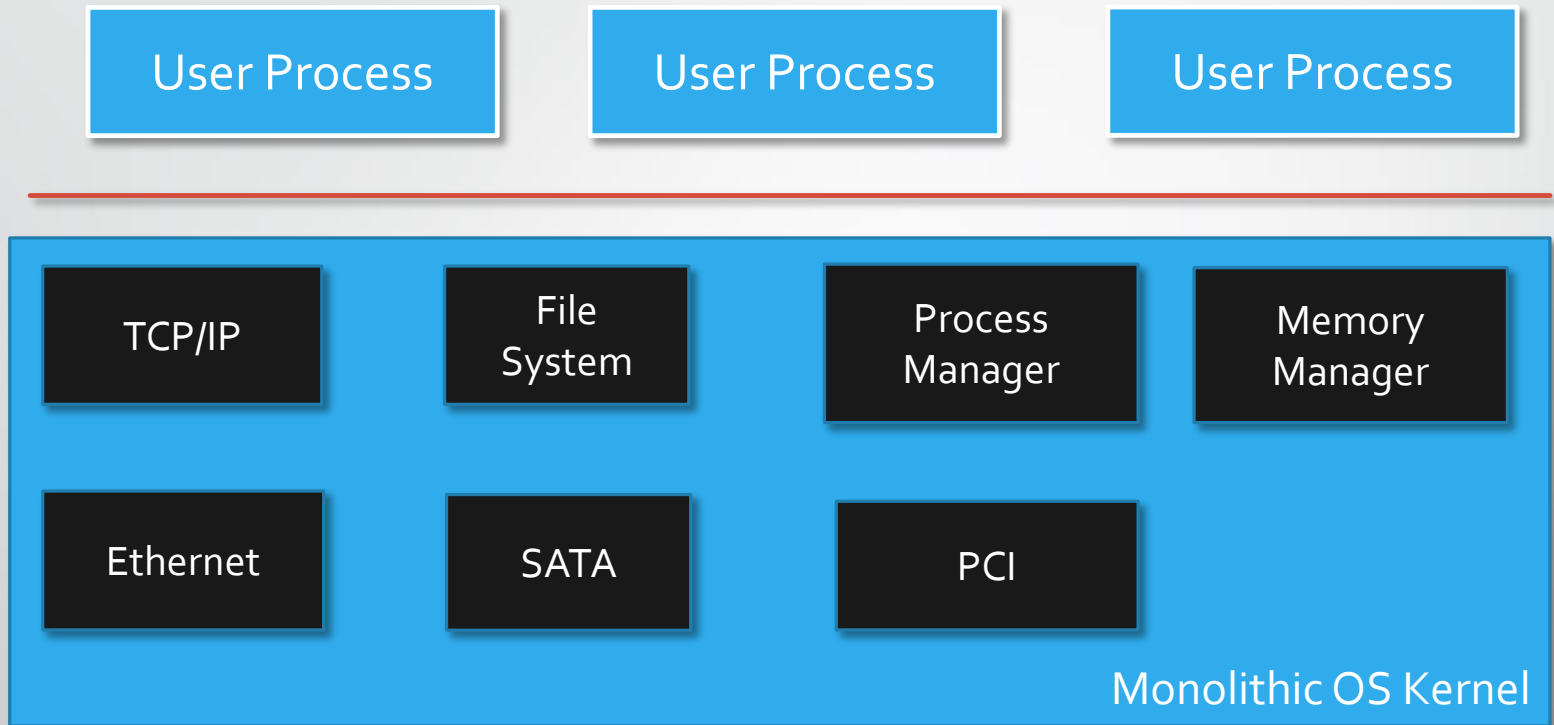 User Process
User Process
User Process
TCP/IP
File
System
Process
Manager
Memory
Manager
Ethernet
SATA
PCI
Monolithic OS Kernel